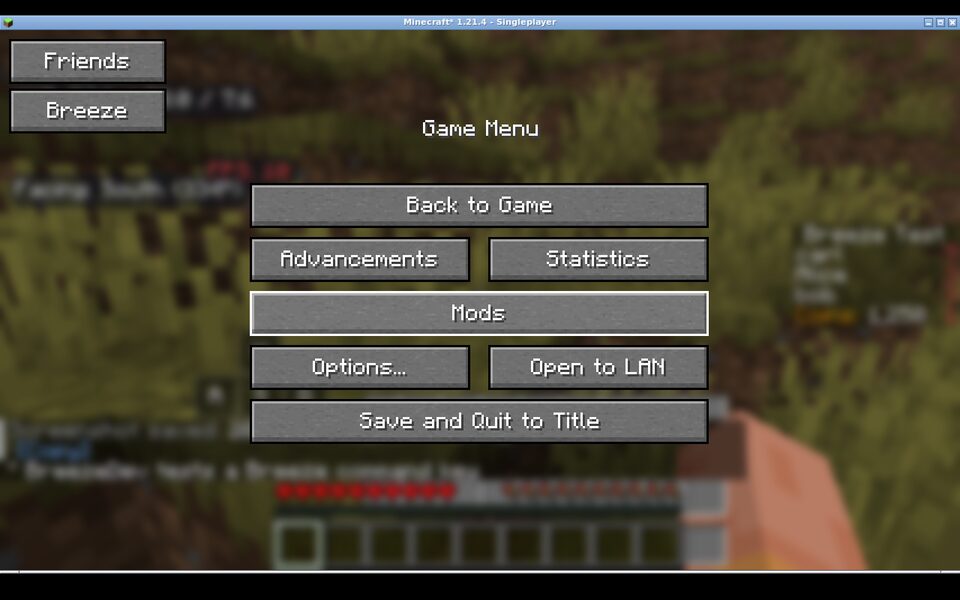 Minecraft* 1.21.4 - Singleplayer
Friends
Breeze
Game Menu
Back to Game
Advancements
Statistics
Mods
Options...
Open to LAN
Save and Quit to Title